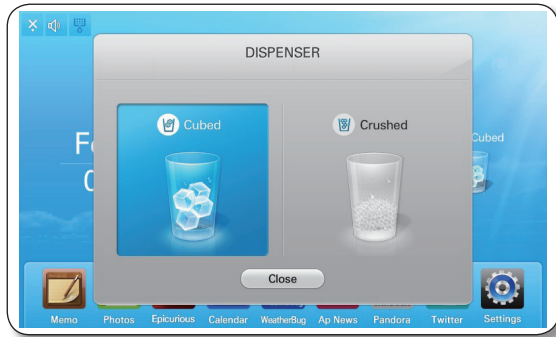 DISPENSER
Cubed
Crushed
Cubed
Close
Memo
Photos
Epicurious
Calendar
WeatherBug
Ap News
Pandora
Twitter
Settings